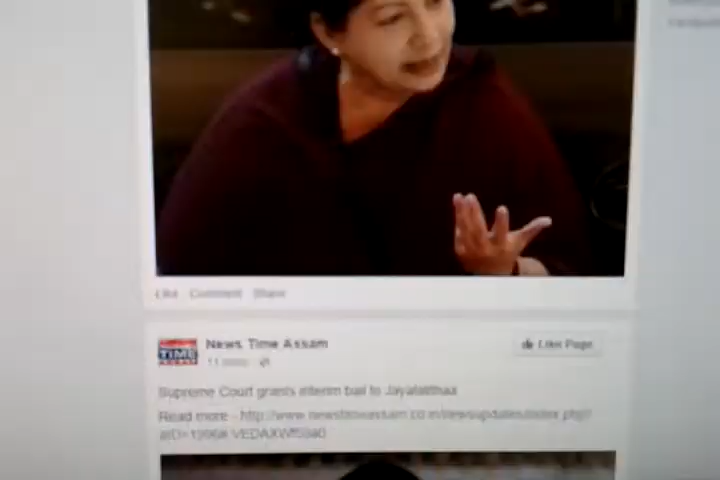 Like Comment Share
TIME
News Time Assam
11 mins
Like Page
Supreme Court grants interim bail to Jayalalithaa
Read more - http://www.newstimeassam.co.in/newsupdates/index.php?